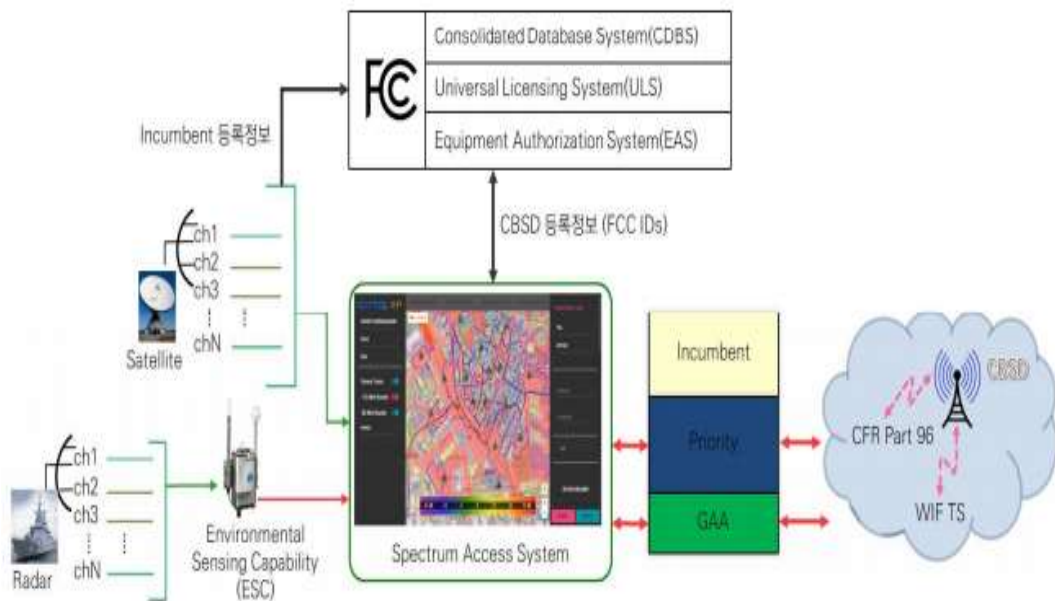 FCC
Consolidated Database System(CDBS)
Universal Licensing System(ULS)
Equipment Authorization System(EAS)
Incumbent 등록정보
CBSD 등록정보 (FCC IDs)
ch1
ch2
ch3
chN
Satellite
ch1
ch2
ch3
chN
Radar
Environmental
Sensing Capability
(ESC)
Spectrum Access System
Incumbent
Priority
GAA
CBSD
CFR Part 96
WIF TS